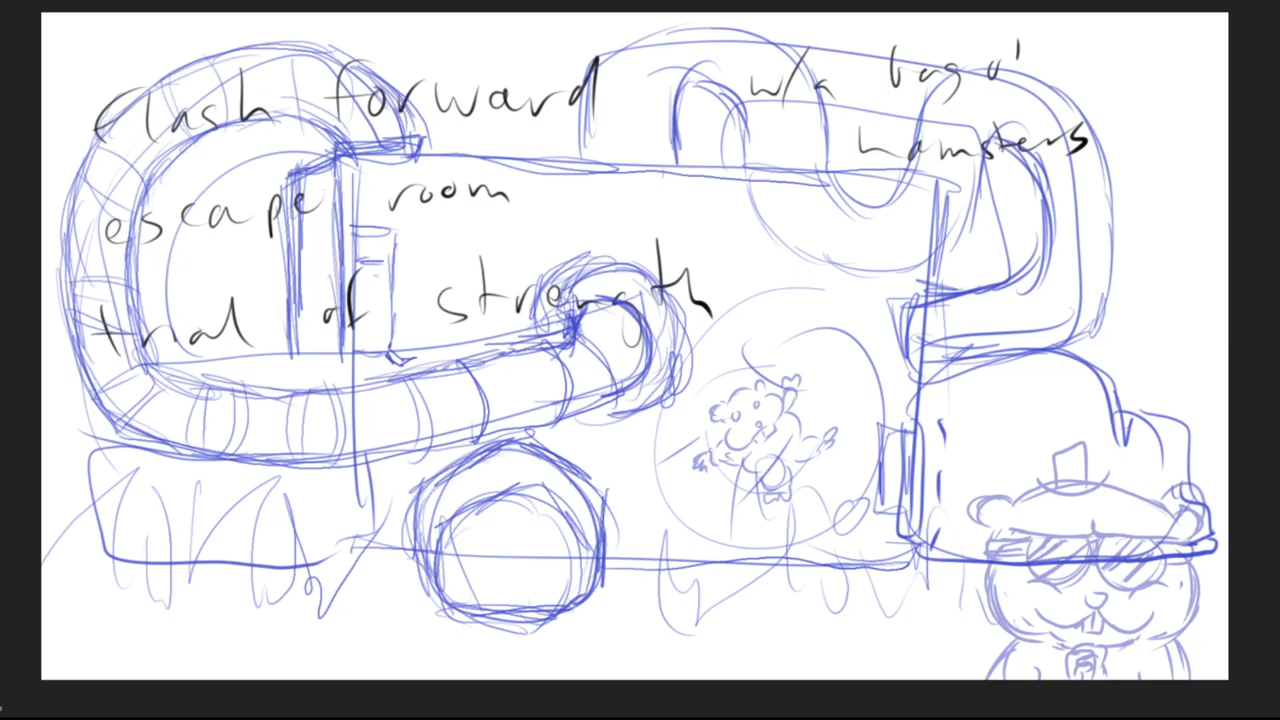 flash forward w/a bag o'
hamsters
escape room
trial of strength